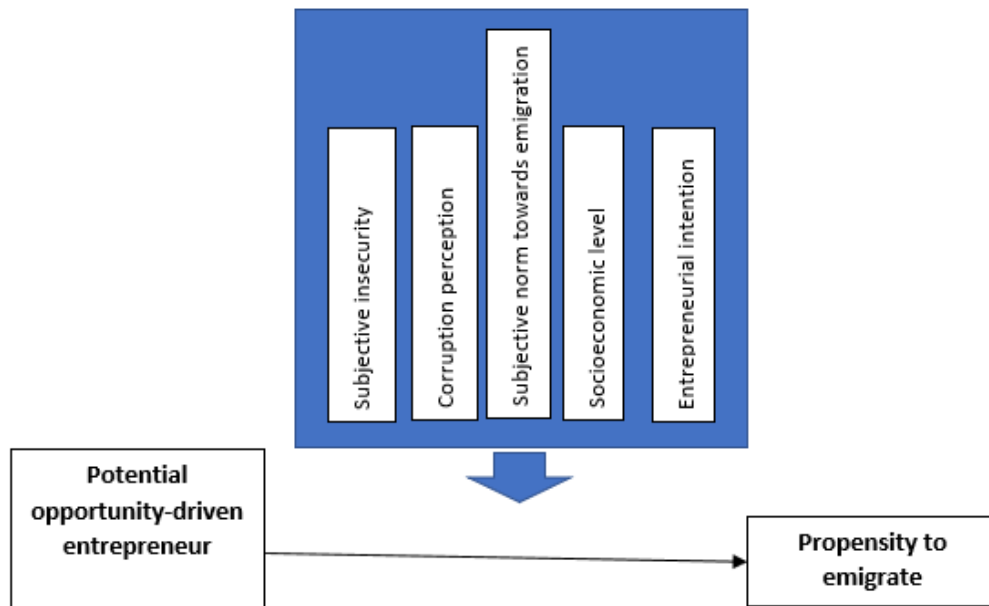 Subjective insecurity
Corruption perception
Subjective norm towards emigration
Socioeconomic level
Entrepreneurial intention
Potential
opportunity-driven
entrepreneur
Propensity to
emigrate